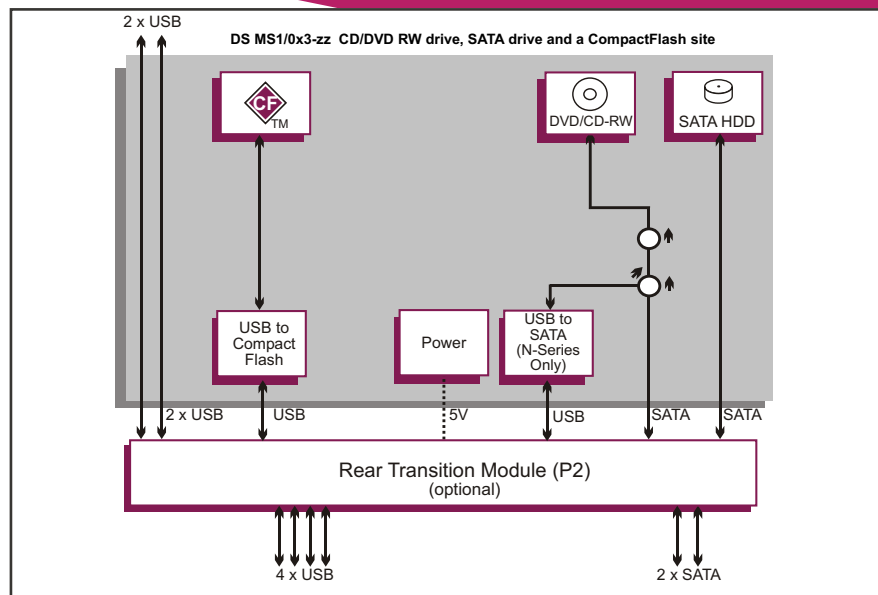 2 x USB
DS MS1/0x3-zz CD/DVD RW drive, SATA drive and a CompactFlash site
CF
TM
DVD/CD-RW
SATA HDD
USB to
Compact
Flash
Power
USB to
SATA
(N-Series
Only)
2 x USB
USB
5V
USB
SATA
SATA
Rear Transition Module (P2)
(optional)
4 x USB
2 x SATA